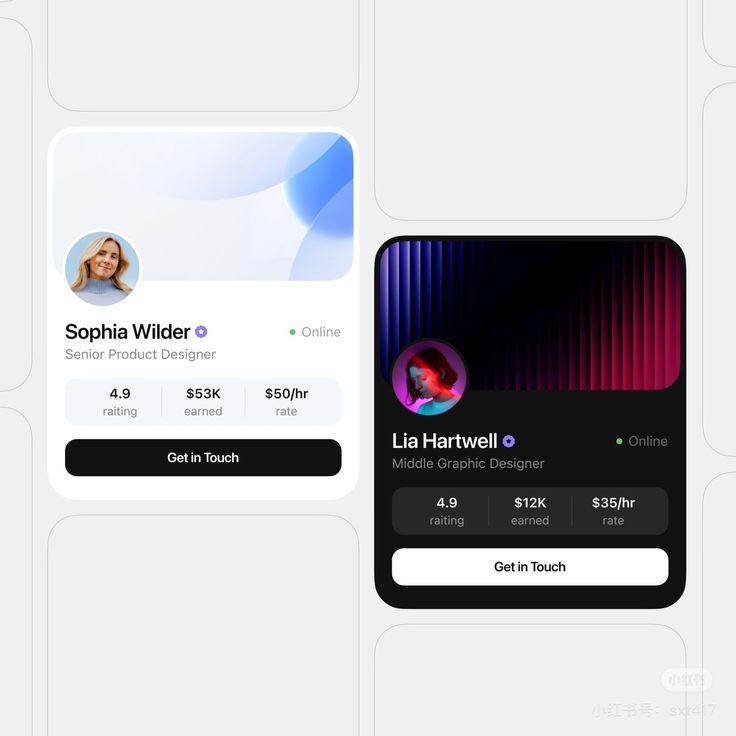 Sophia Wilder
Online
Senior Product Designer
4.9
$53K
$50/hr
raiting
earned
rate
Get in Touch
Lia Hartwell
Online
Middle Graphic Designer
4.9
$12K
$35/hr
raiting
earned
rate
Get in Touch
小红书
小红书号：sxt417